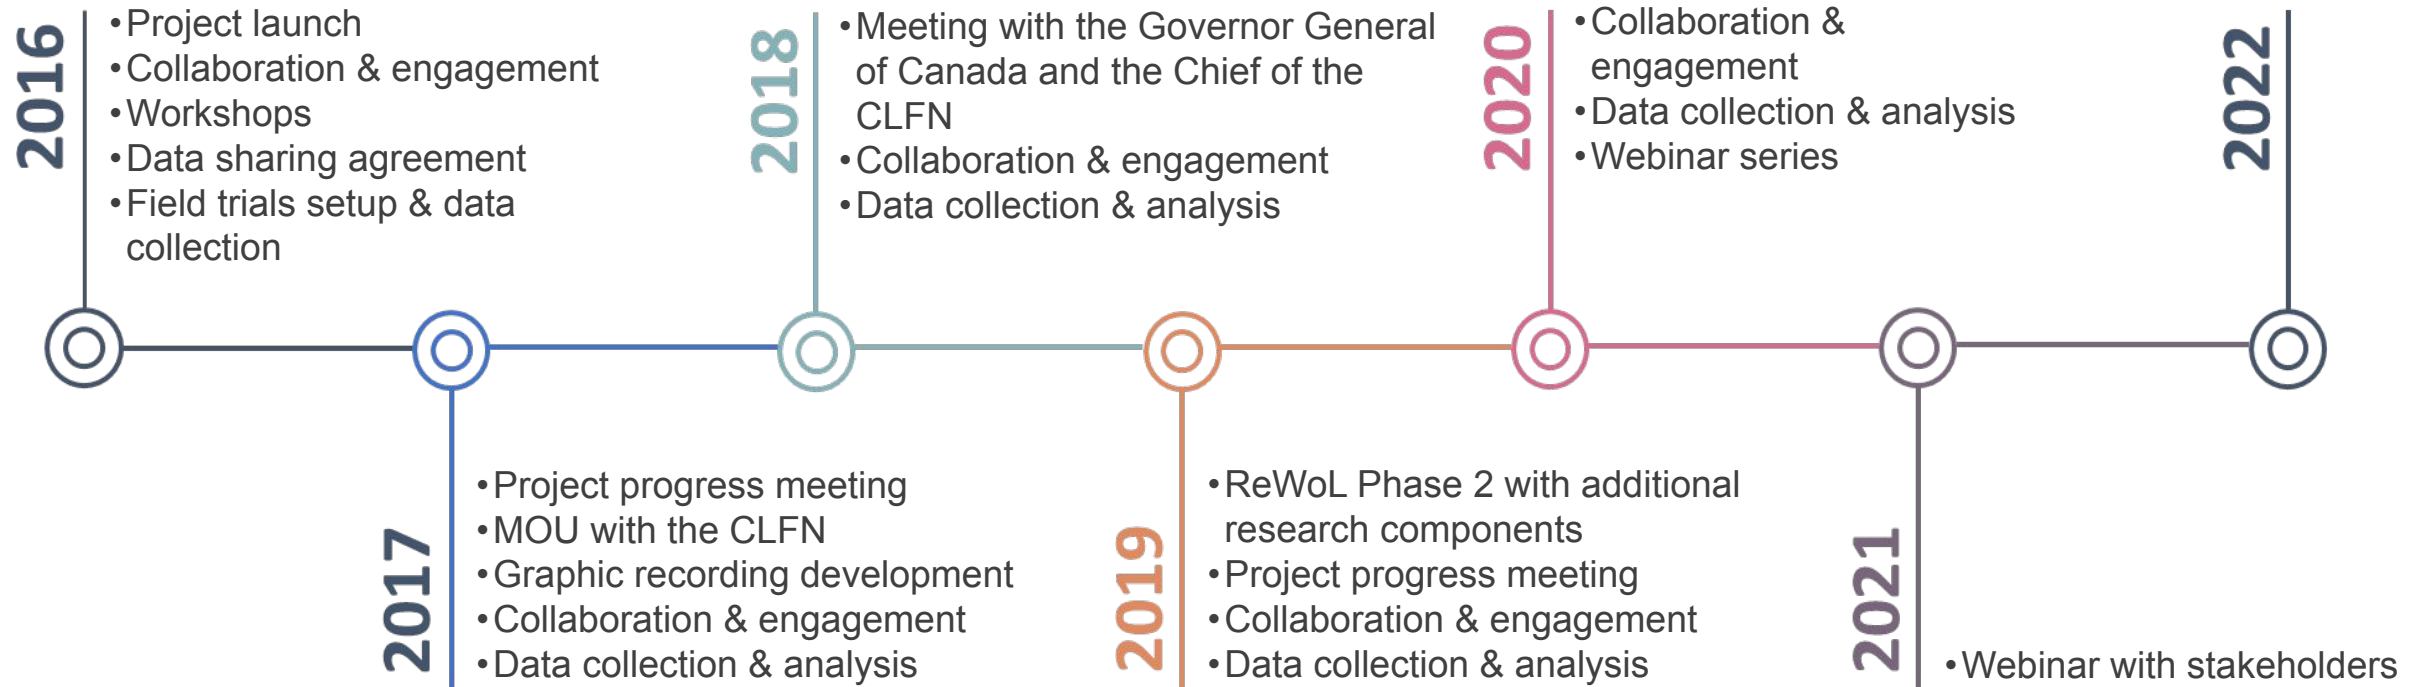 2016
•Project launch
•Collaboration & engagement
•Workshops
•Data sharing agreement
•Field trials setup & data
collection
2017
•Project progress meeting
•MOU with the CLFN
•Graphic recording development
•Collaboration & engagement
•Data collection & analysis
2018
•Meeting with the Governor General
of Canada and the Chief of the
CLFN
•Collaboration & engagement
•Data collection & analysis
2019
•ReWoL Phase 2 with additional
research components
•Project progress meeting
•Collaboration & engagement
•Data collection & analysis
2020
•Collaboration &
engagement
•Data collection & analysis
•Webinar series
2021
•Webinar with stakeholders
2022